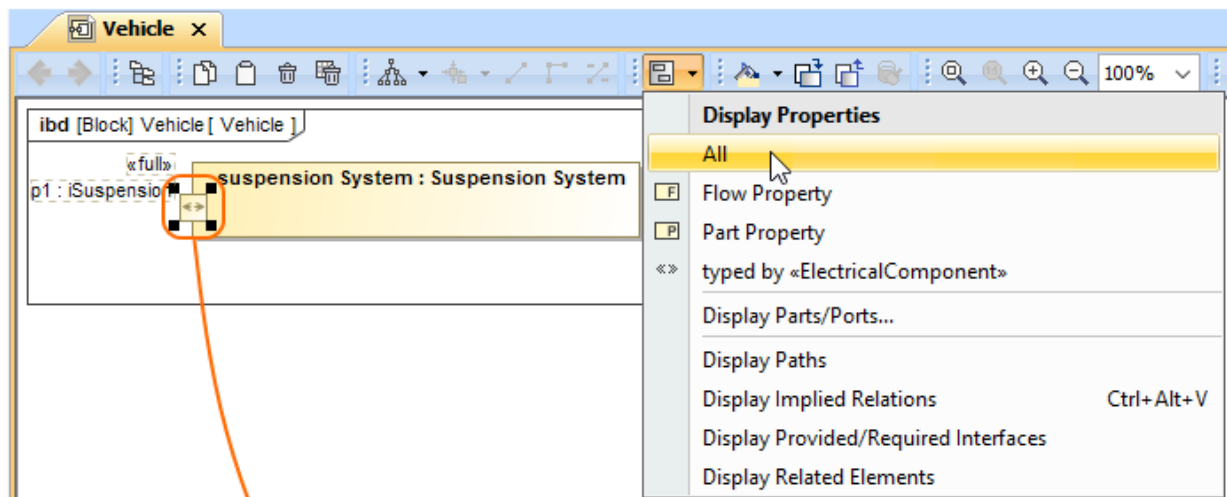 Vehicle
100%
ibd [Block] Vehicle [ Vehicle ]
«full»
p1 : iSuspension
suspension System : Suspension System
Display Properties
All
F Flow Property
P Part Property
«» typed by «ElectricalComponent»
Display Parts/Ports...
Display Paths
Display Implied Relations Ctrl+Alt+V
Display Provided/Required Interfaces
Display Related Elements